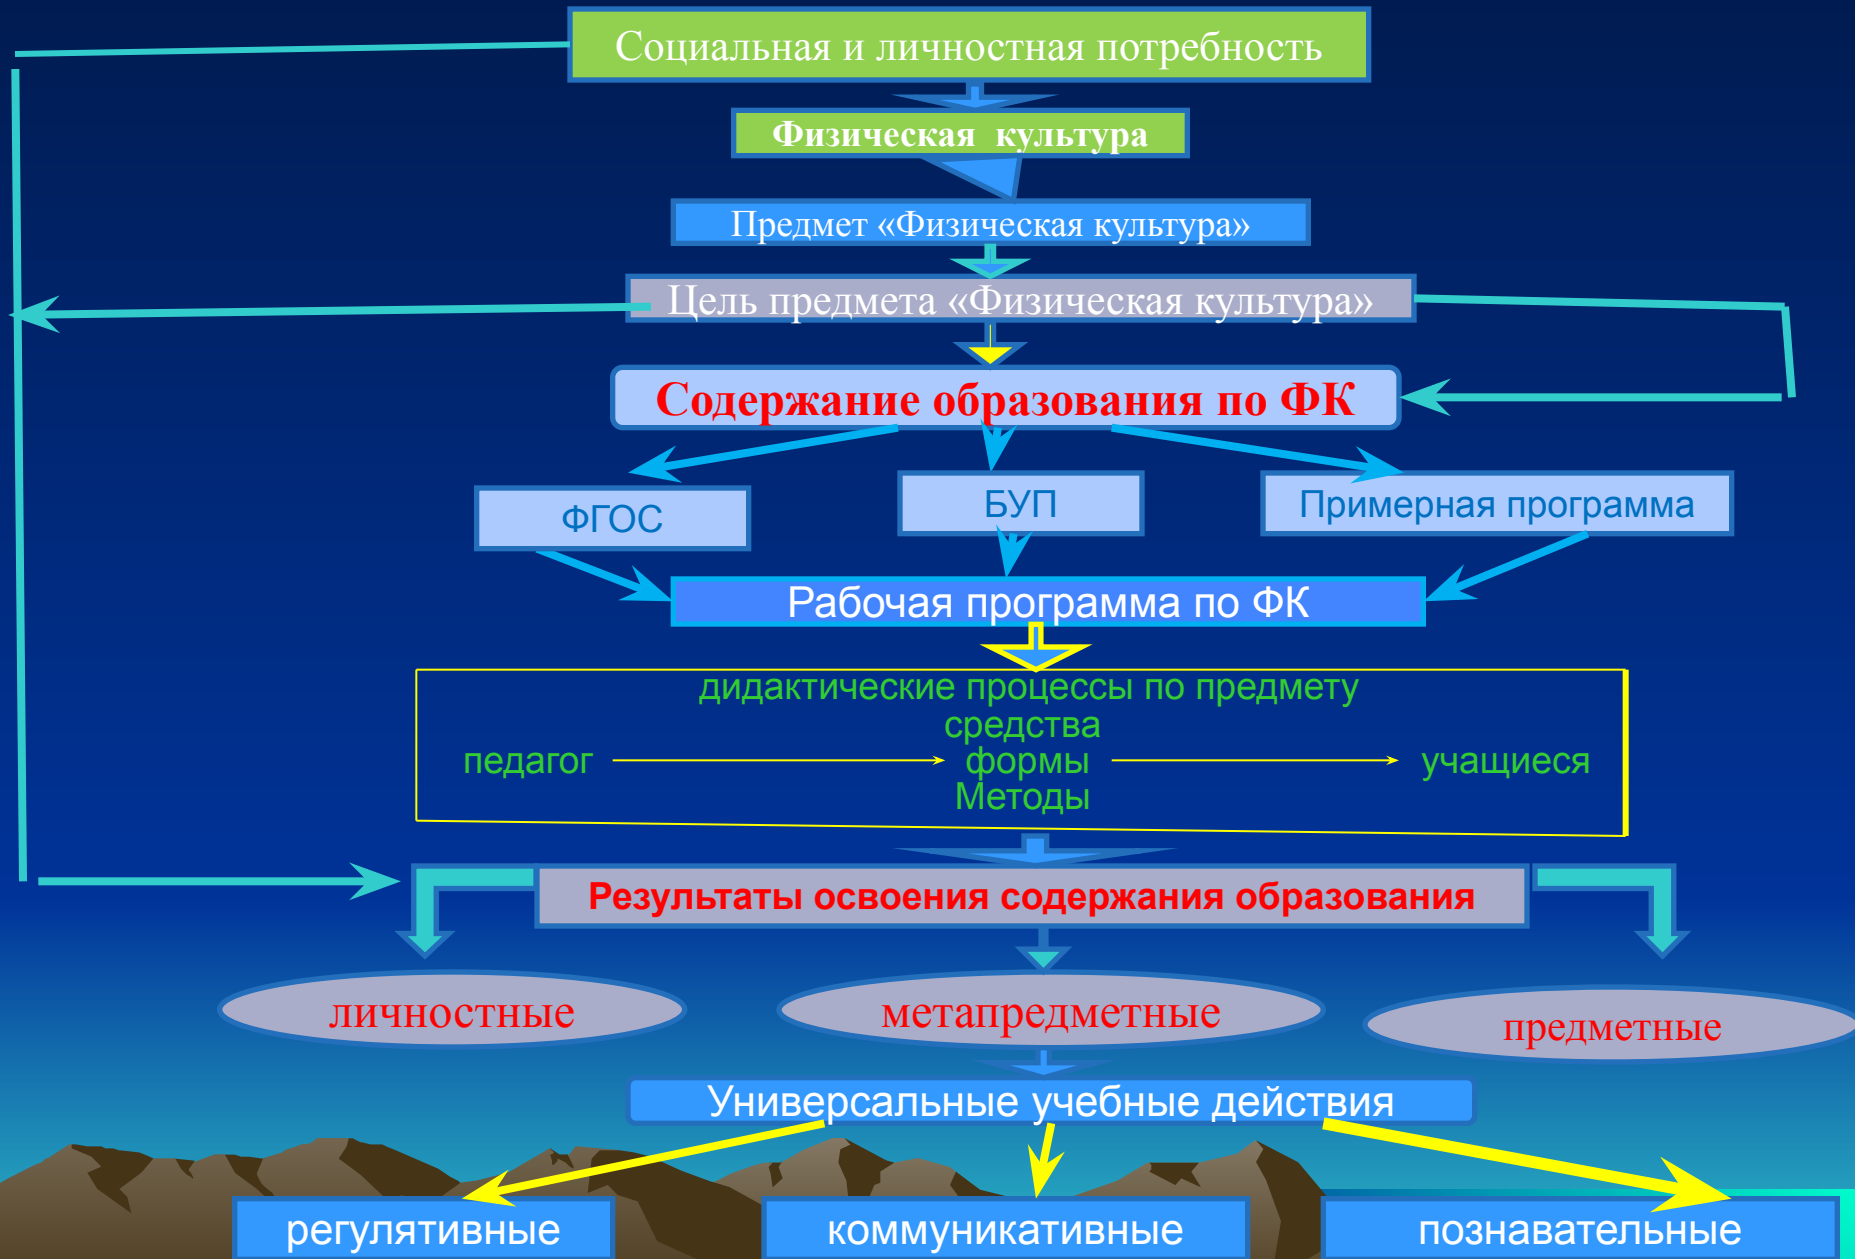 Социальная и личностная потребность
Физическая культура
Предмет «Физическая культура»
Цель предмета «Физическая культура»
Содержание образования по ФК
ФГОС
БУП
Примерная программа
Рабочая программа по ФК
дидактические процессы по предмету
средства
педагог формы учащиеся
Методы
Результаты освоения содержания образования
личностные
метапредметные
предметные
Универсальные учебные действия
регулятивные
коммуникативные
познавательные